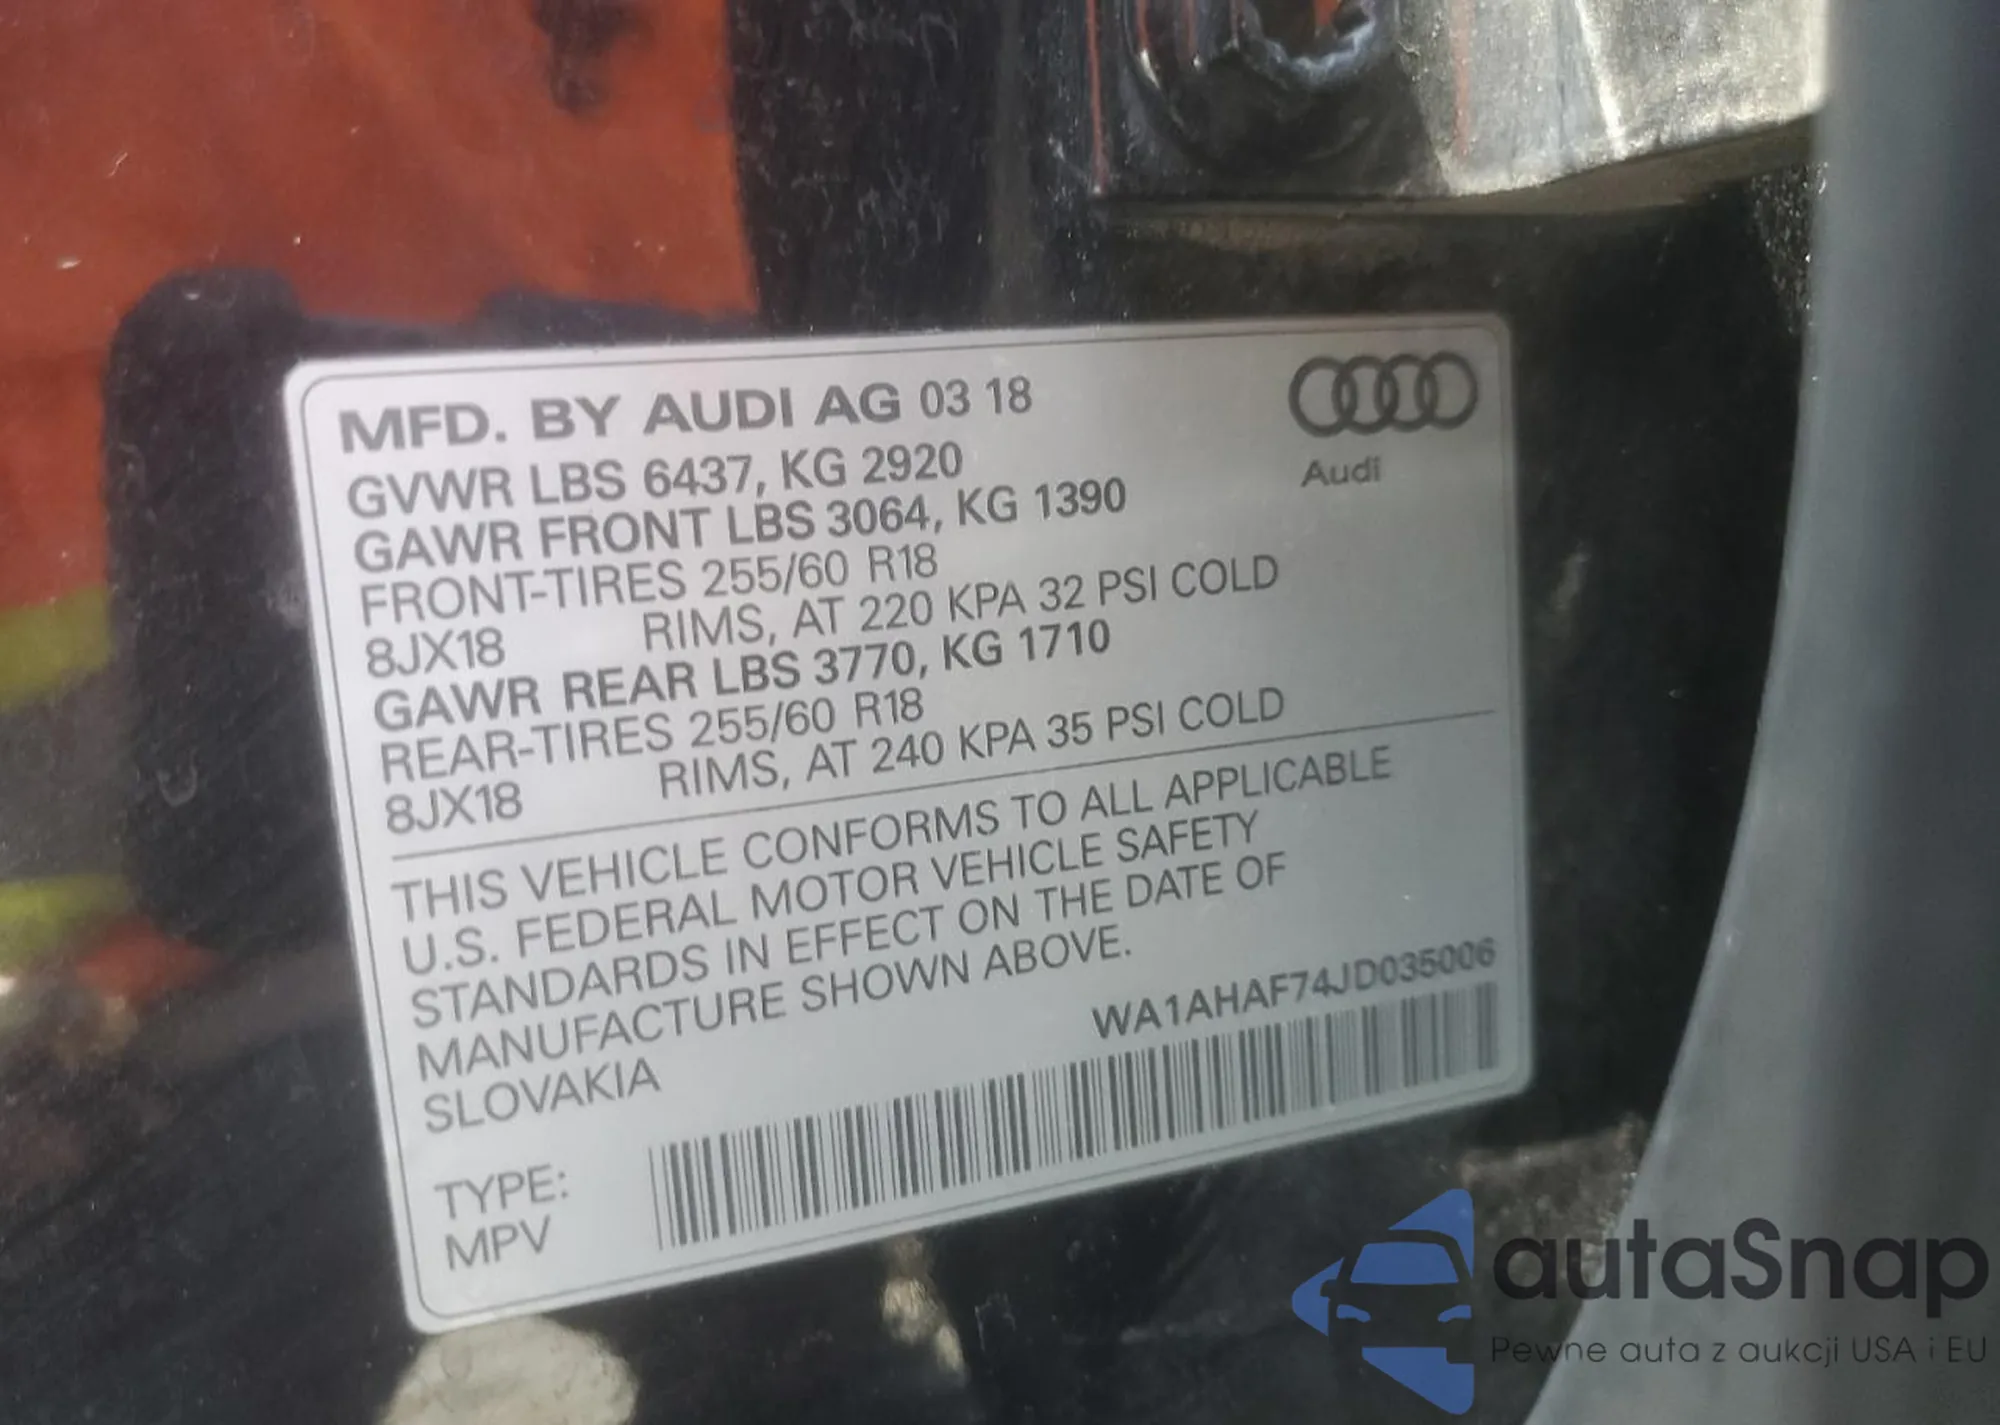 MFD. BY AUDI AG 03 18
Audi
GVWR LBS 6437, KG 2920
GAWR FRONT LBS 3064, KG 1390
FRONT-TIRES 255/60 R18
8JX18 RIMS, AT 220 KPA 32 PSI COLD
GAWR REAR LBS 3770, KG 1710
REAR-TIRES 255/60 R18
8JX18 RIMS, AT 240 KPA 35 PSI COLD
THIS VEHICLE CONFORMS TO ALL APPLICABLE
U.S. FEDERAL MOTOR VEHICLE SAFETY
STANDARDS IN EFFECT ON THE DATE OF
MANUFACTURE SHOWN ABOVE.
SLOVAKIA
WA1AHAF74JD035006
TYPE:
MPV
autaSnap
Pewne auta z aukcji USA i EU